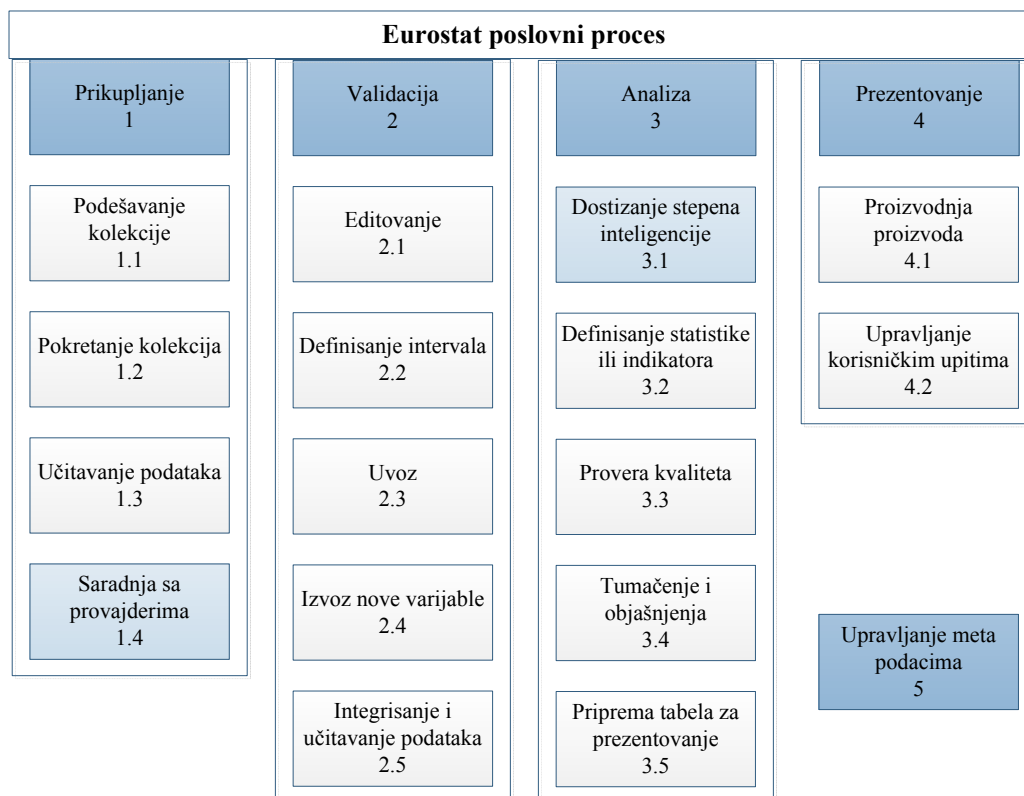 Eurostat poslovni proces
Prikupljanje
1
Podešavanje
kolekcije
1.1
Pokretanje kolekcija
1.2
Učitavanje podataka
1.3
Saradnja sa
provajderima
1.4
Validacija
2
Editovanje
2.1
Definisanje intervala
2.2
Uvoz
2.3
Izvoz nove varijable
2.4
Integrisanje i
učitavanje podataka
2.5
Analiza
3
Dostizanje stepena
inteligencije
3.1
Definisanje statistike
ili indikatora
3.2
Provera kvaliteta
3.3
Tumačenje i
objašnjenja
3.4
Priprema tabela za
prezentovanje
3.5
Prezentovanje
4
Proizvodnja
proizvoda
4.1
Upravljanje
korisničkim upitima
4.2
Upravljanje meta
podacima
5